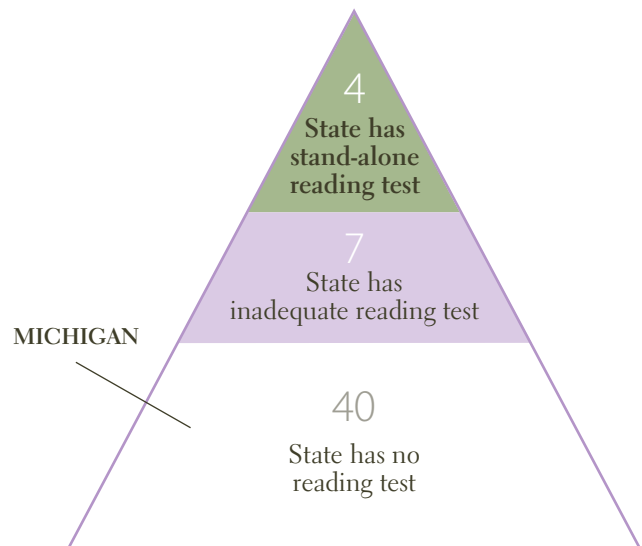 4
State has
stand-alone
reading test
7
State has
inadequate reading test
MICHIGAN
40
State has no
reading test